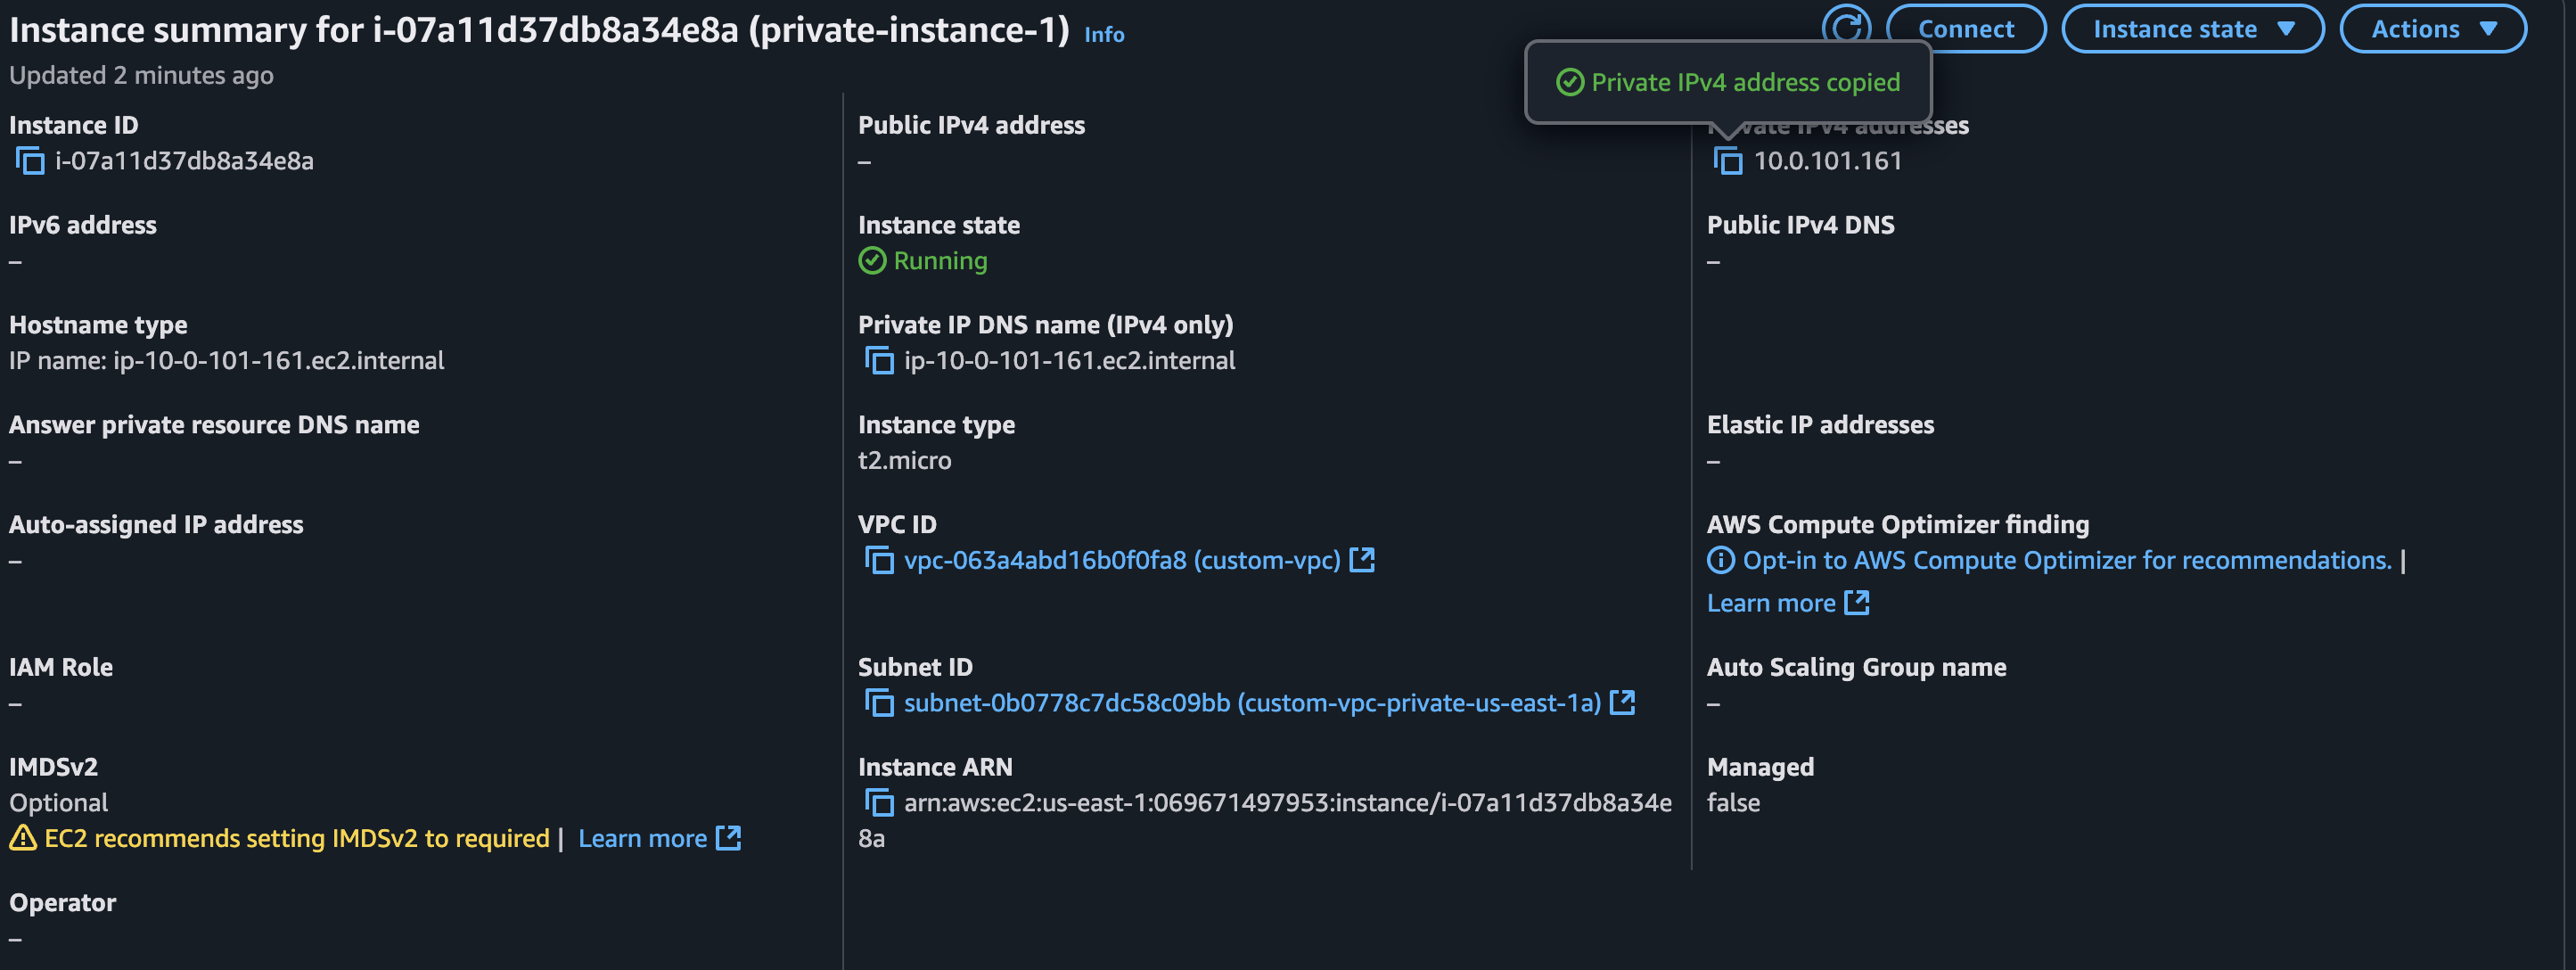 Instance summary for i-07a11d37db8a34e8a (private-instance-1) Info
Connect
Instance state
Actions
Updated 2 minutes ago
Private IPv4 address copied
Instance ID
i-07a11d37db8a34e8a
Public IPv4 address
–
Private IPv4 addresses
10.0.101.161
IPv6 address
–
Instance state
Running
Public IPv4 DNS
–
Hostname type
IP name: ip-10-0-101-161.ec2.internal
Private IP DNS name (IPv4 only)
ip-10-0-101-161.ec2.internal
Answer private resource DNS name
–
Instance type
t2.micro
Elastic IP addresses
–
Auto-assigned IP address
–
VPC ID
vpc-063a4abd16b0f0fa8 (custom-vpc)
AWS Compute Optimizer finding
Opt-in to AWS Compute Optimizer for recommendations. |
Learn more
IAM Role
–
Subnet ID
subnet-0b0778c7dc58c09bb (custom-vpc-private-us-east-1a)
Auto Scaling Group name
–
IMDSv2
Optional
EC2 recommends setting IMDSv2 to required | Learn more
Instance ARN
arn:aws:ec2:us-east-1:069671497953:instance/i-07a11d37db8a34e
8a
Managed
false
Operator
–